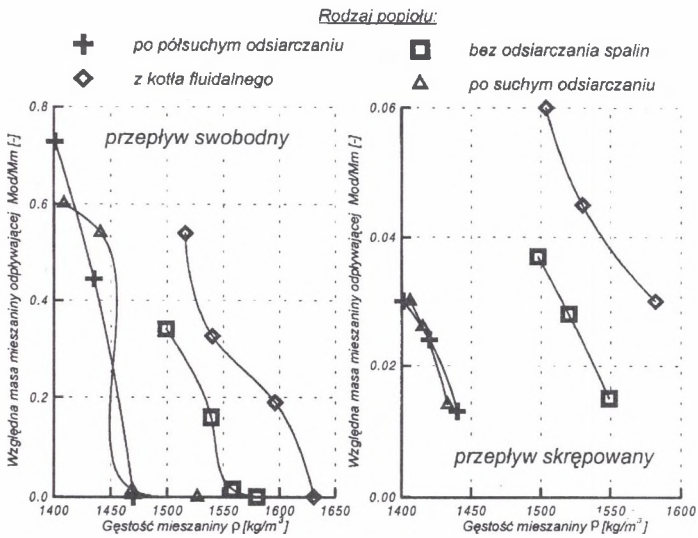 Rodzaj popiołu:
po półsuchym odsiarczaniu
bez odsiarczania spalin
z kotła fluidalnego
po suchym odsiarczaniu
0.8
0.6
0.4
0.2
0.0
Względna masa mieszaniny odpływającej Mod/Mm [-]
przepływ swobodny
1400 1450 1500 1550 1600 1650
Gęstość mieszaniny ρ [kg/m³]
0.06
0.04
0.02
0.00
Względna masa mieszaniny odpływającej Mod/Mm [-]
przepływ skrępowany
1400 1450 1500 1550 1600
Gęstość mieszaniny P [kg/m³]